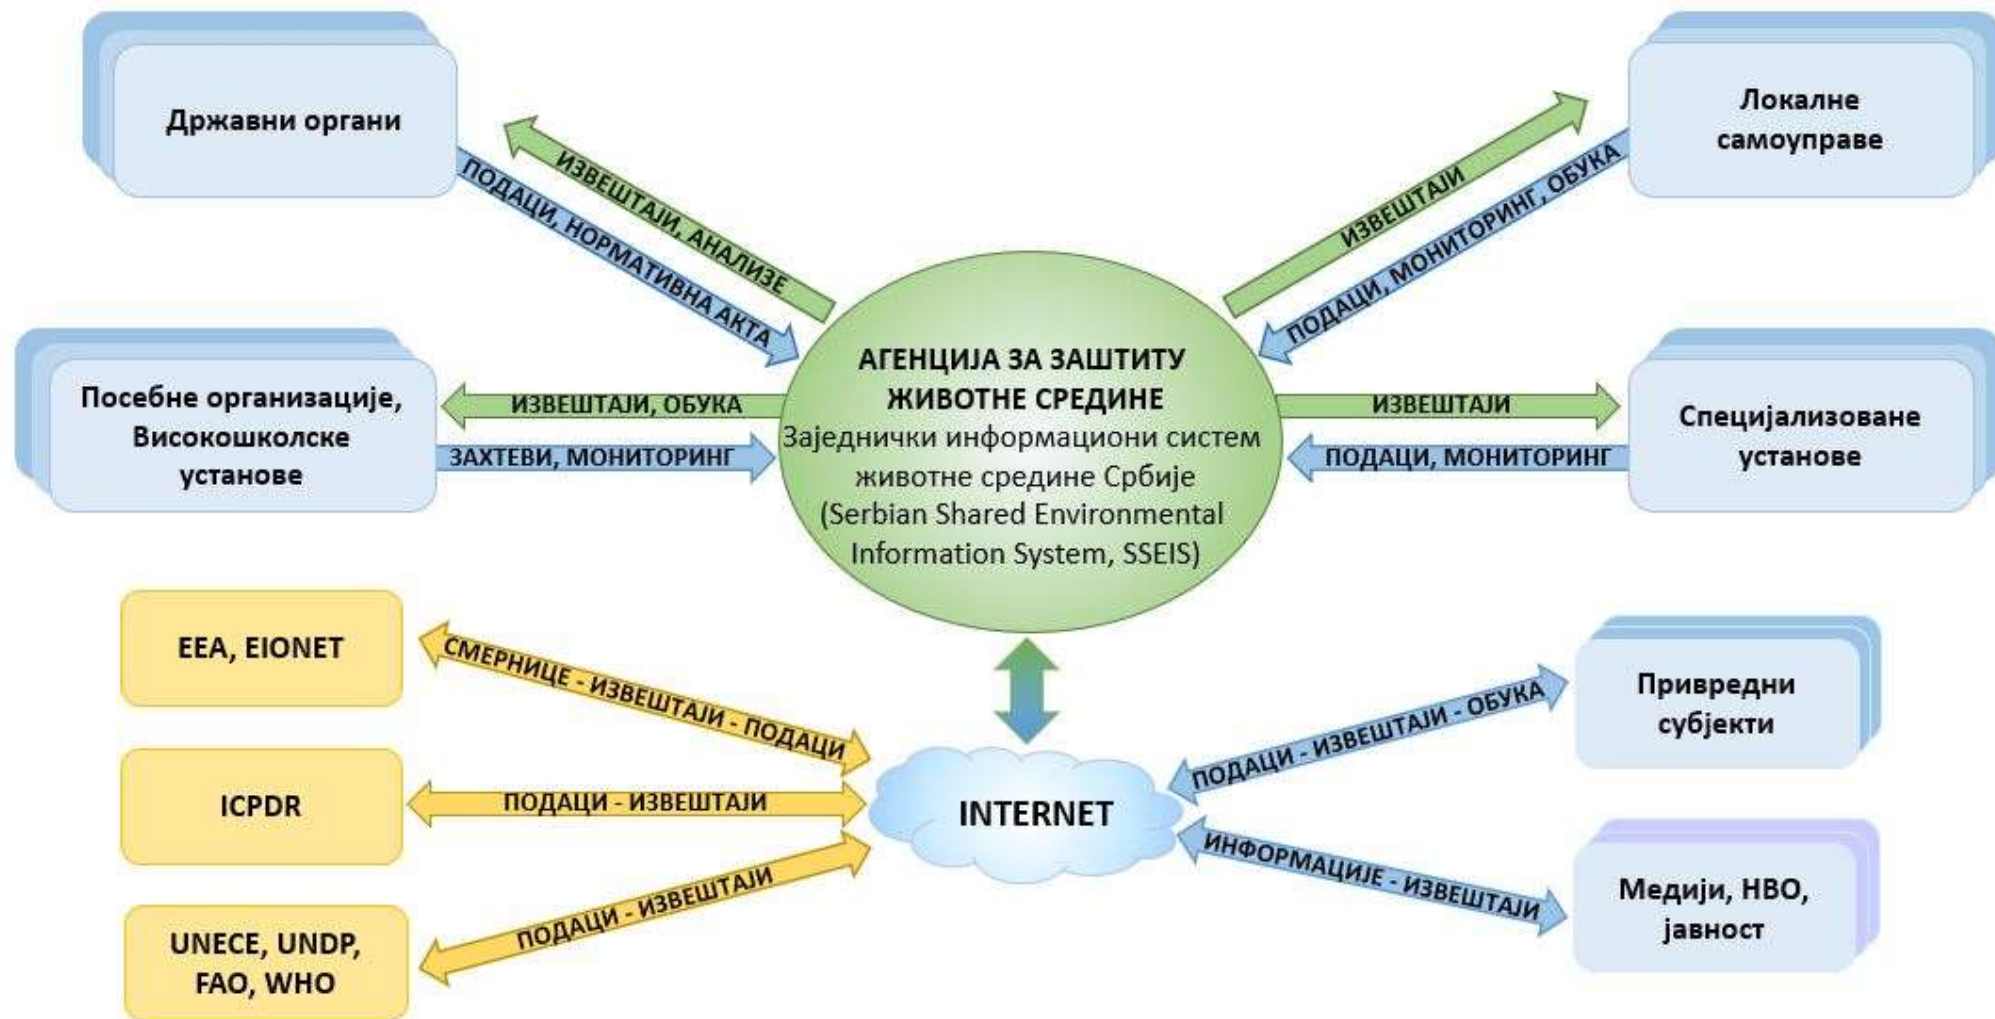 Државни органи
Локалне
самоуправе
ИЗВЕШТАЈИ, АНАЛИЗЕ
ПОДАЦИ, НОРМАТИВНА АКТА
ИЗВЕШТАЈИ
ПОДАЦИ, МОНИТОРИНГ, ОБУКА
Посебне организације,
Високошколске
установе
ИЗВЕШТАЈИ, ОБУКА
ЗАХТЕВИ, МОНИТОРИНГ
АГЕНЦИЈА ЗА ЗАШТИТУ
ЖИВОТНЕ СРЕДИНЕ
Заједнички информациони систем
животне средине Србије
(Serbian Shared Environmental
Information System, SSEIS)
ИЗВЕШТАЈИ
ПОДАЦИ, МОНИТОРИНГ
Специјализоване
установе
EEA, EIONET
СМЕРНИЦЕ - ИЗВЕШТАЈИ - ПОДАЦИ
ICPDR
ПОДАЦИ - ИЗВЕШТАЈИ
UNECE, UNDP,
FAO, WHO
ПОДАЦИ - ИЗВЕШТАЈИ
INTERNET
ПОДАЦИ - ИЗВЕШТАЈИ - ОБУКА
Привредни
субјекти
ИНФОРМАЦИЈЕ - ИЗВЕШТАЈИ
Медији, НВО,
јавност